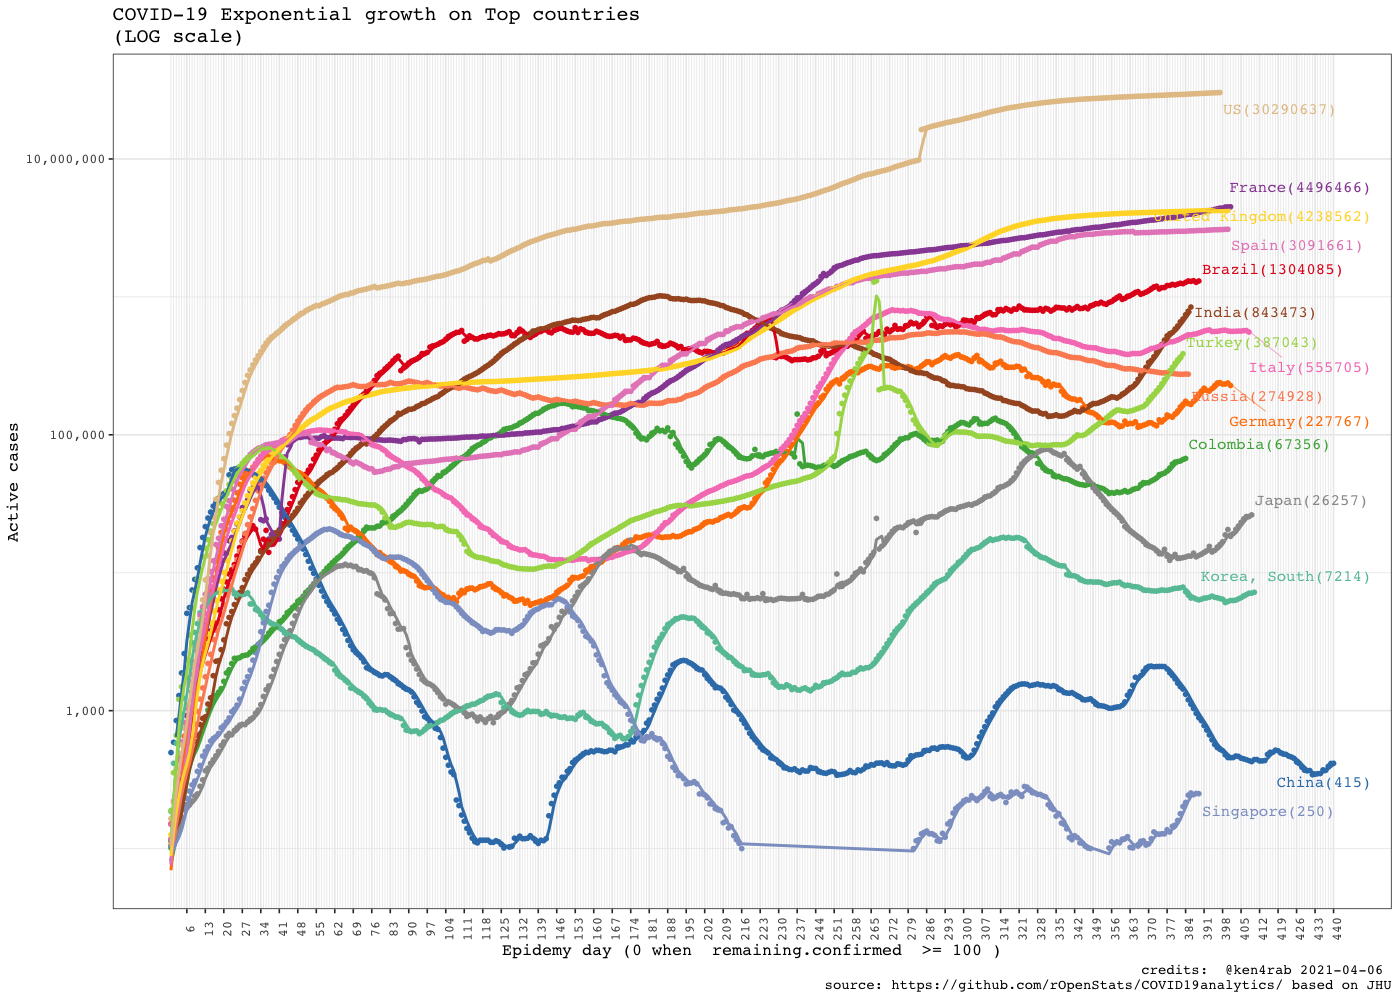 COVID-19 Exponential growth on Top countries
(LOG scale)
US(30290637)
10,000,000
France(4496466)
United Kingdom(4238562)
Spain(3091661)
Brazil(1304085)
India(843473)
Turkey(387043)
Italy(555705)
Russia(274928)
Germany(227767)
100,000
Colombia(67356)
Japan(26257)
Active cases
Korea, South(7214)
1,000
China(415)
Singapore(250)
6 13 20 27 34 41 48 55 62 69 76 83 90 97 104 111 118 125 132 139 146 153 160 167 174 181 188 195 202 209 216 223 230 237 244 251 258 265 272 279 286 293 300 307 314 321 328 335 342 349 356 363 370 377 384 391 398 405 412 419 426 433 440
Epidemy day (0 when  remaining.confirmed  >= 100 )
credits:  @ken4rab 2021-04-06
source: https://github.com/rOpenStats/COVID19analytics/ based on JHU